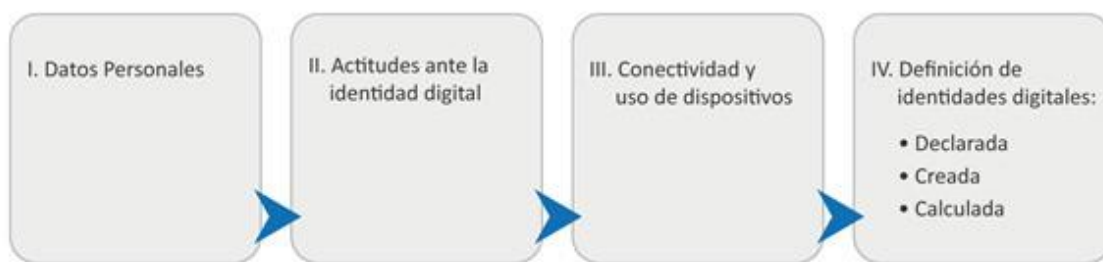 I. Datos Personales
II. Actitudes ante la
identidad digital
III. Conectividad y
uso de dispositivos
IV. Definición de
identidades digitales:
• Declarada
• Creada
• Calculada